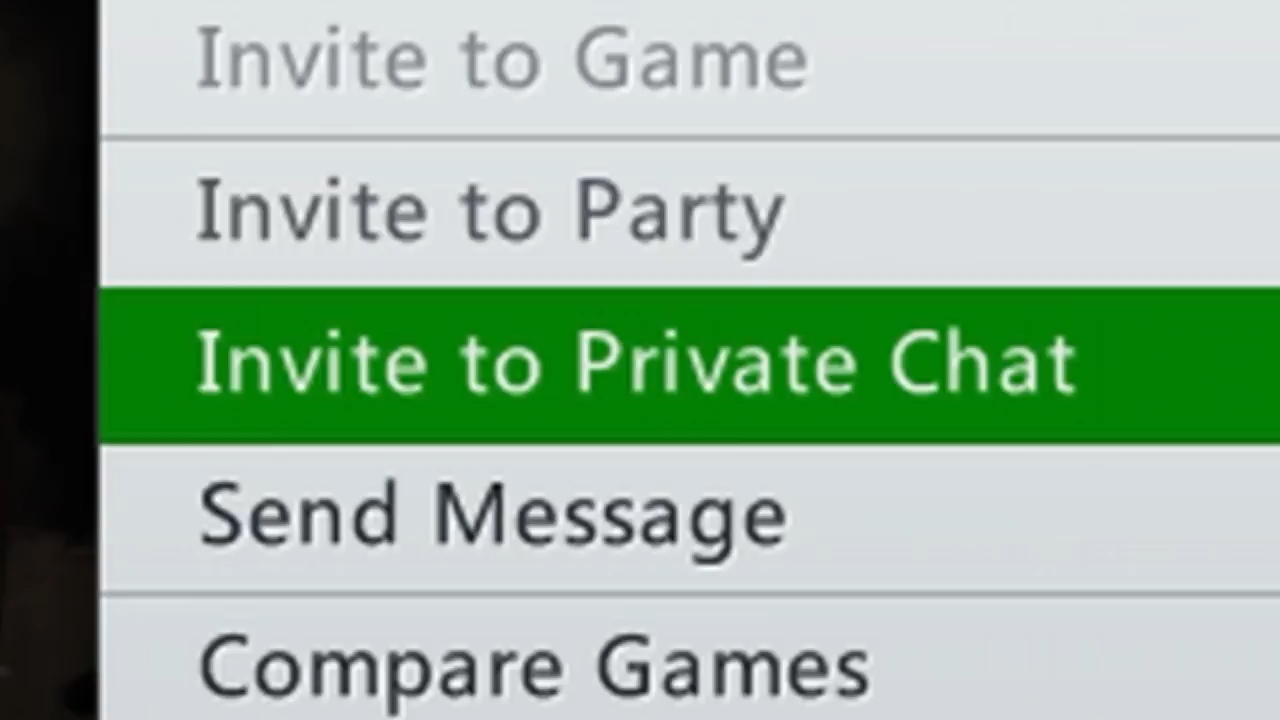 Invite to Game
Invite to Party
Invite to Private Chat
Send Message
Compare Games